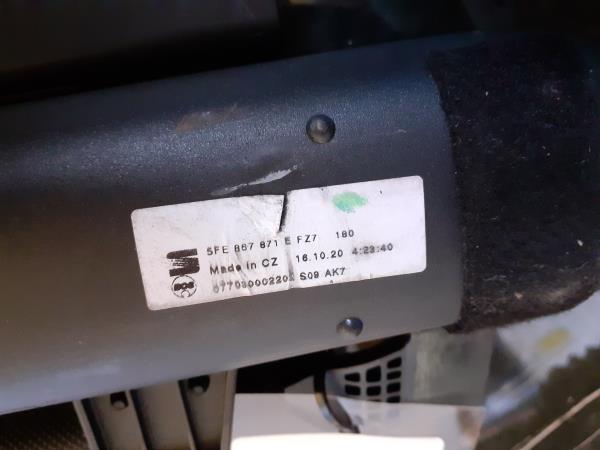 5FE 867 871 E FZ7 180
Made in CZ 16.10.20 4:23:40
S09 AK7